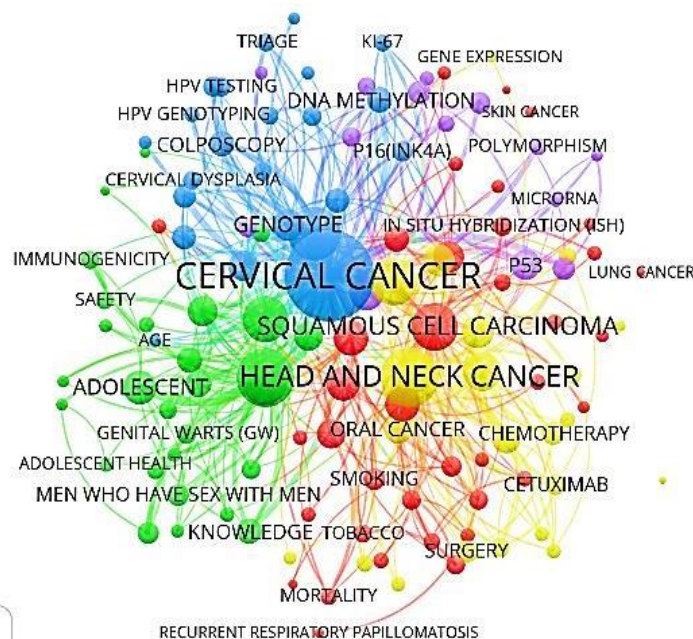 TRIAGE
KI-67
GENE EXPRESSION
HPV TESTING
DNA METHYLATION
SKIN CANCER
HPV GENOTYPING
COLPOSCOPY
P16(INK4A)
POLYMORPHISM
CERVICAL DYSPLASIA
MICRORNA
GENOTYPE
IN SITU HYBRIDIZATION (ISH)
IMMUNOGENICITY
CERVICAL CANCER
P53
LUNG CANCER
SAFETY
SQUAMOUS CELL CARCINOMA
AGE
ADOLESCENT
HEAD AND NECK CANCER
GENITAL WARTS (GW)
ORAL CANCER
CHEMOTHERAPY
ADOLESCENT HEALTH
SMOKING
CETUXIMAB
MEN WHO HAVE SEX WITH MEN
KNOWLEDGE
TOBACCO
SURGERY
MORTALITY
RECURRENT RESPIRATORY PAPILLOMATOSIS